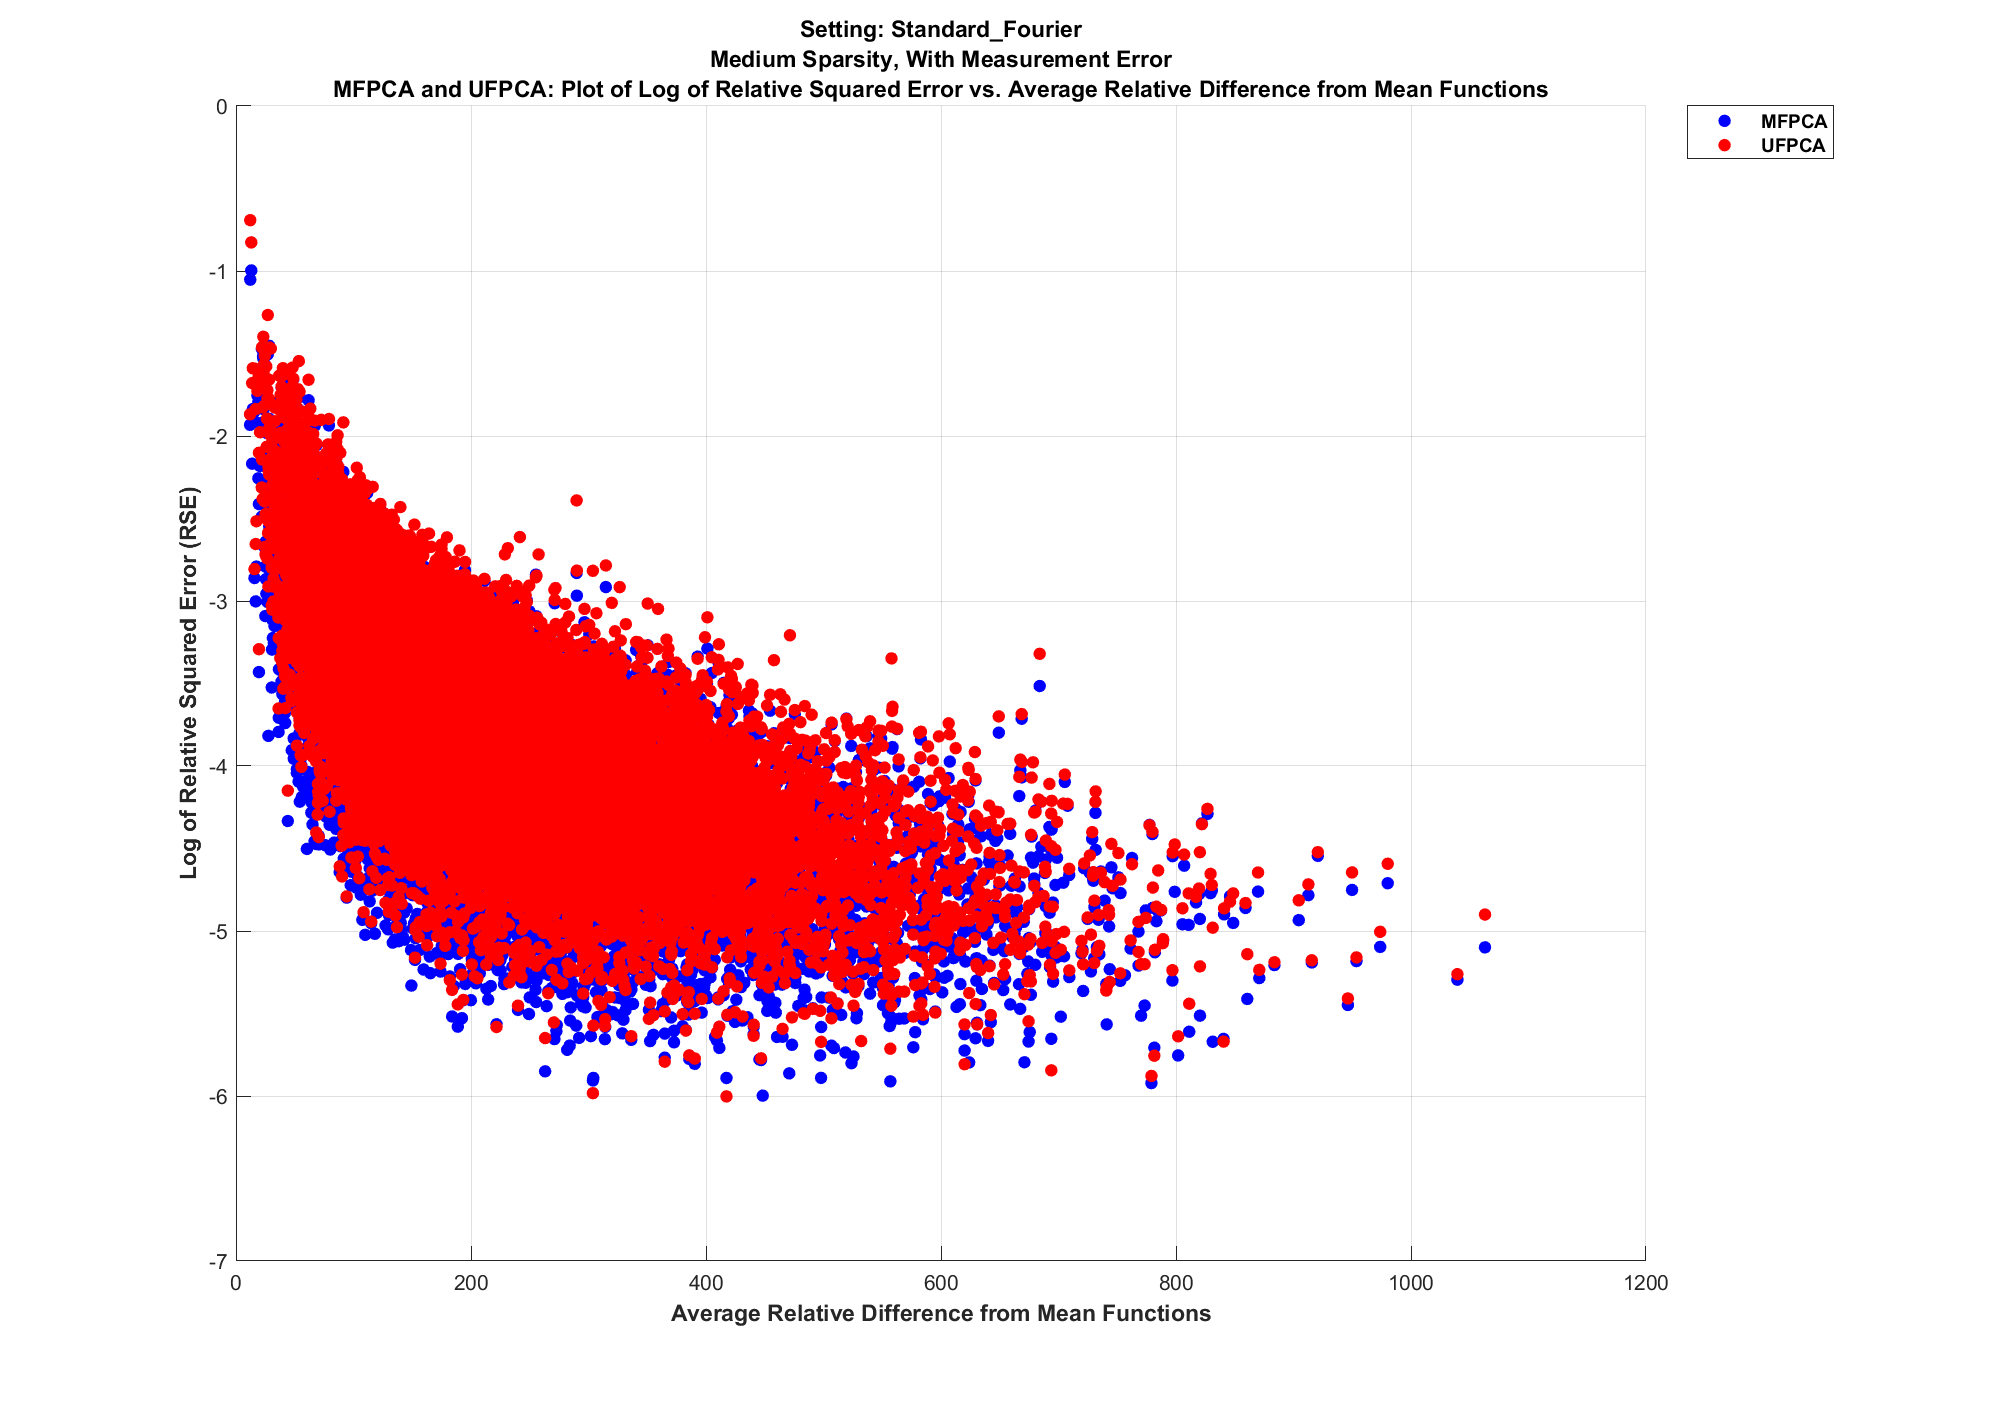 Setting: Standard_Fourier
Medium Sparsity, With Measurement Error
MFPCA and UFPCA: Plot of Log of Relative Squared Error vs. Average Relative Difference from Mean Functions
MFPCA
UFPCA
Log of Relative Squared Error (RSE)
0
-1
-2
-3
-4
-5
-6
-7
0 200 400 600 800 1000 1200
Average Relative Difference from Mean Functions